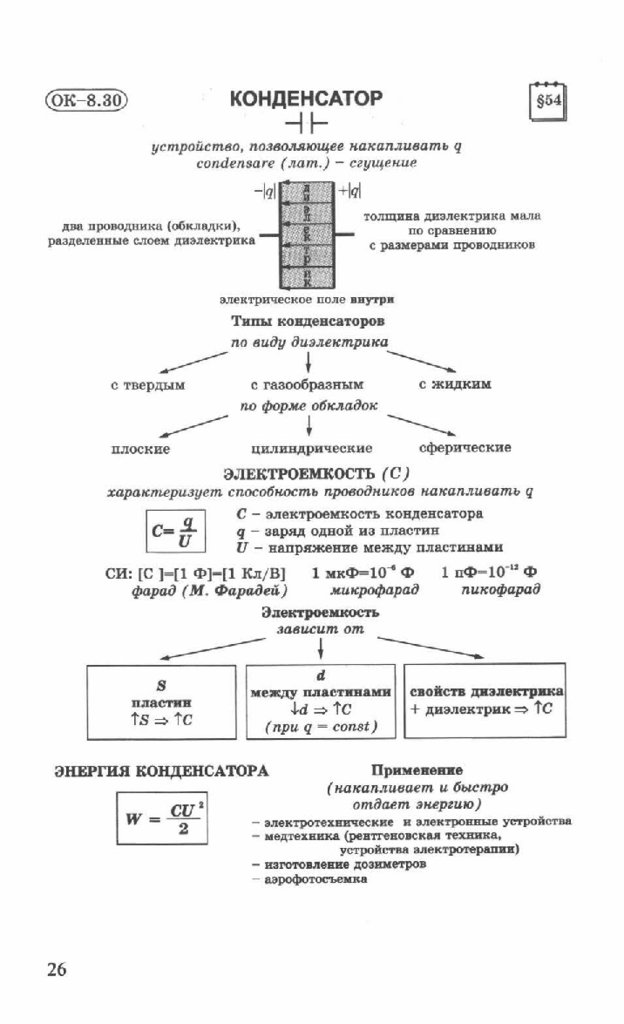 ОК–8.30
КОНДЕНСАТОР
§54
устройство, позволяющее накапливать q
condensare (лат.) – сгущение
–|q|
+|q|
диэлектрик
два проводника (обкладки),
разделенные слоем диэлектрика
толщина диэлектрика мала
по сравнению
с размерами проводников
электрическое поле внутри
Типы конденсаторов
по виду диэлектрика
с твердым с газообразным с жидким
по форме обкладок
плоские цилиндрические сферические
ЭЛЕКТРОЕМКОСТЬ (C)
характеризует способность проводников накапливать q
C= q/U
C – электроемкость конденсатора
q – заряд одной из пластин
U – напряжение между пластинами
СИ: [C ]=[1 Ф]=[1 Кл/В] 1 мкФ=10⁻⁶ Ф 1 пФ=10⁻¹² Ф
фарад (М. Фарадей) микрофарад пикофарад
Электроемкость
зависит от
S
пластин
↑S ⇒ ↑C
d
между пластинами
↓d ⇒ ↑C
(при q = const)
свойств диэлектрика
+ диэлектрик ⇒ ↑C
ЭНЕРГИЯ КОНДЕНСАТОРА
W = CU²/2
Применение
(накапливает и быстро
отдает энергию)
– электротехнические и электронные устройства
– медтехника (рентгеновская техника,
устройства электротерапии)
– изготовление дозиметров
– аэрофотосъемка
26